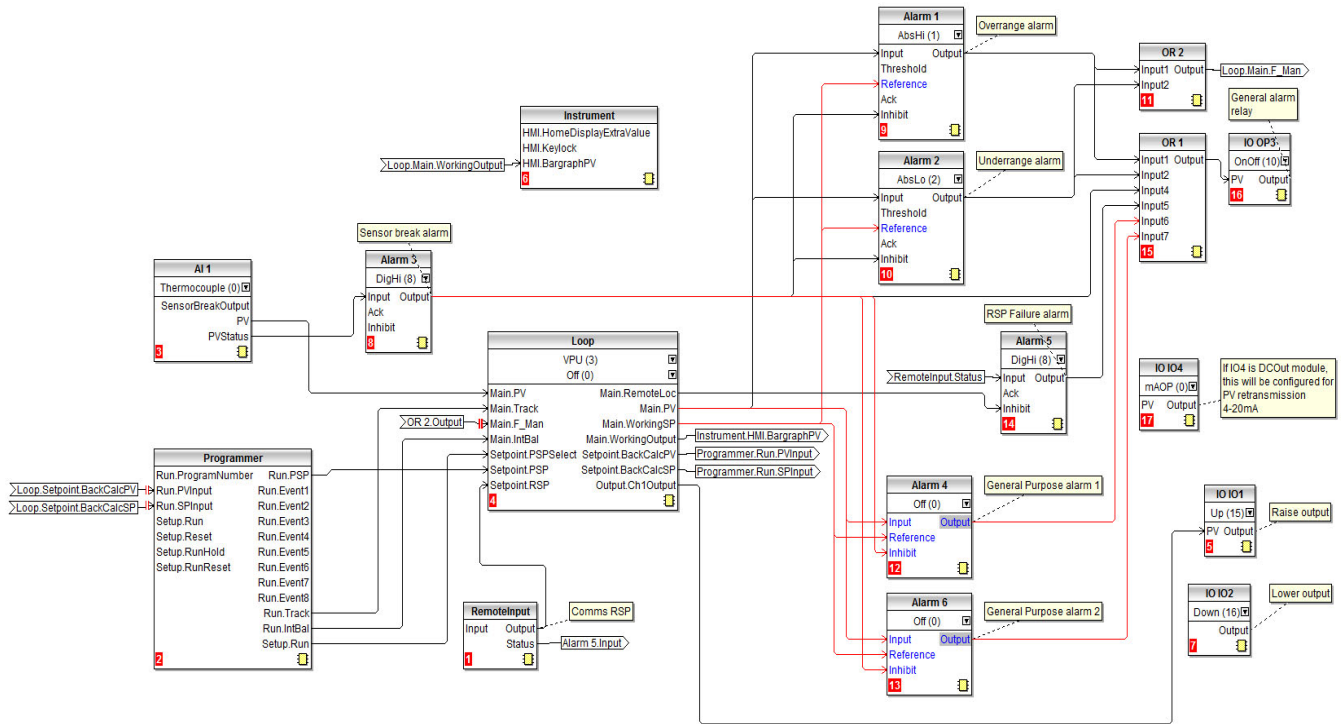 Alarm 1
AbsHi (1)
Input Output
Threshold
Reference
Ack
Inhibit
9
Overrange alarm
OR 2
Input1 Output
Input2
11
Loop.Main.F_Man
General alarm
relay
Instrument
HMI.HomeDisplayExtraValue
HMI.Keylock
HMI.BargraphPV
6
Loop.Main.WorkingOutput
Alarm 2
AbsLo (2)
Input Output
Threshold
Reference
Ack
Inhibit
10
Underrange alarm
OR 1
Input1 Output
Input2
Input4
Input5
Input6
Input7
15
IO OP3
OnOff (10)
PV Output
16
Sensor break alarm
Alarm 3
DigHi (8)
Input Output
Ack
Inhibit
8
AI 1
Thermocouple (0)
SensorBreakOutput
PV
PVStatus
3
RSP Failure alarm
Alarm 5
DigHi (8)
Input Output
Ack
Inhibit
14
RemoteInput.Status
IO IO4
mAOP (0)
PV Output
17
If IO4 is DCOut module,
this will be configured for
PV retransmission
4-20mA
Loop
VPU (3)
Off (0)
Main.PV Main.RemoteLoc
Main.Track Main.PV
Main.F_Man Main.WorkingSP
Main.IntBal Main.WorkingOutput
Setpoint.PSPSelect Setpoint.BackCalcPV
Setpoint.PSP Setpoint.BackCalcSP
Setpoint.RSP Output.Ch1Output
4
OR 2.Output
Instrument.HMI.BargraphPV
Programmer.Run.PVInput
Programmer.Run.SPInput
Programmer
Run.ProgramNumber Run.PSP
Run.PVInput Run.Event1
Run.SPInput Run.Event2
Setup.Run Run.Event3
Setup.Reset Run.Event4
Setup.RunHold Run.Event5
Setup.RunReset Run.Event6
Run.Event7
Run.Event8
Run.Track
Run.IntBal
Setup.Run
2
Loop.Setpoint.BackCalcPV
Loop.Setpoint.BackCalcSP
Alarm 4
Off (0)
Input Output
Reference
Inhibit
12
General Purpose alarm 1
IO IO1
Up (15)
PV Output
5
Raise output
RemoteInput
Input Output
Status
1
Comms RSP
Alarm 5.Input
Alarm 6
Off (0)
Input Output
Reference
Inhibit
13
General Purpose alarm 2
IO IO2
Down (16)
Output
7
Lower output